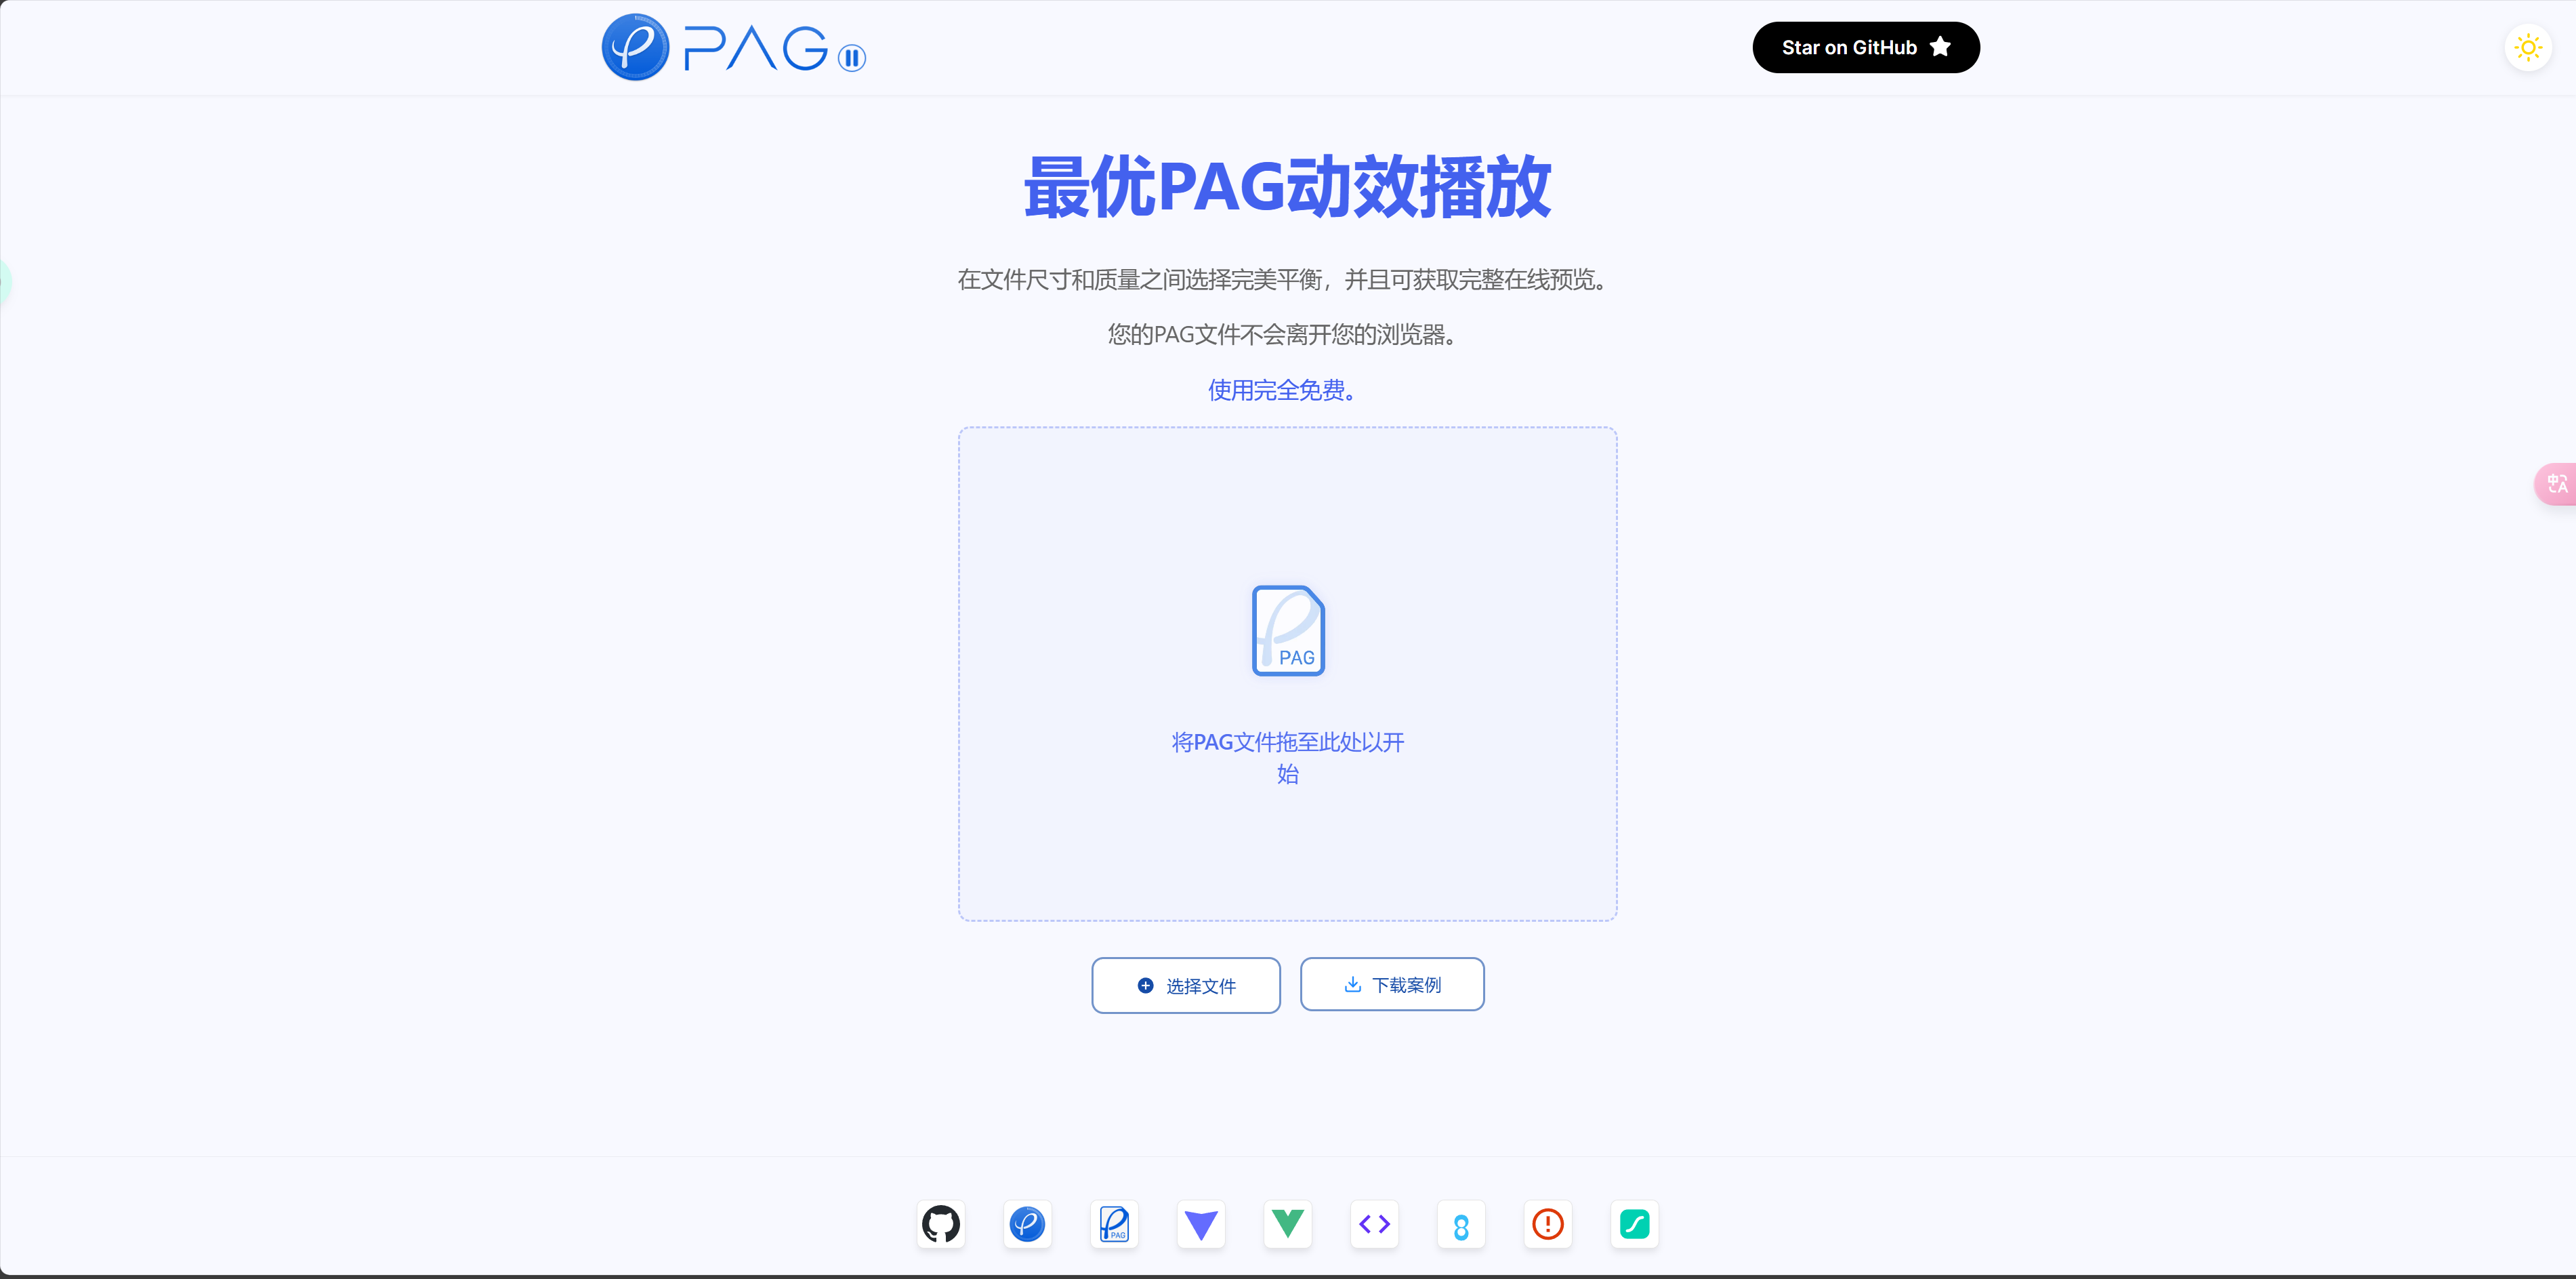 PAG
Star on GitHub
最优PAG动效播放
在文件尺寸和质量之间选择完美平衡，并且可获取完整在线预览。
您的PAG文件不会离开您的浏览器。
使用完全免费。
PAG
将PAG文件拖至此处以开
始
选择文件
下载案例
PAG